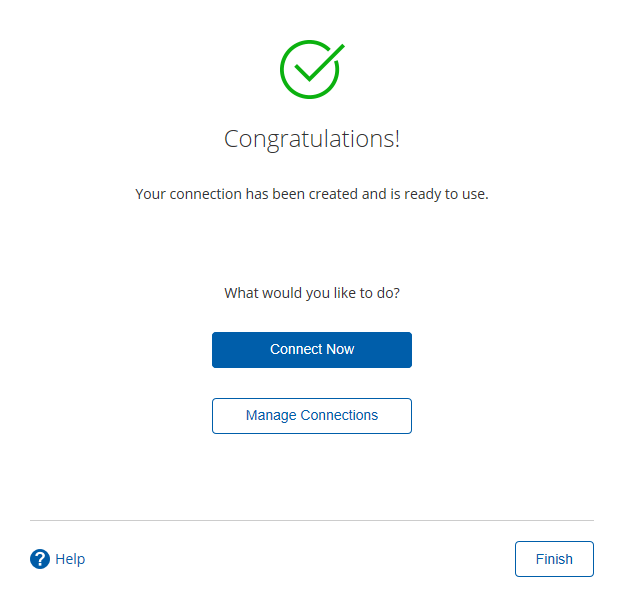 Congratulations!
Your connection has been created and is ready to use.
What would you like to do?
Connect Now
Manage Connections
? Help
Finish